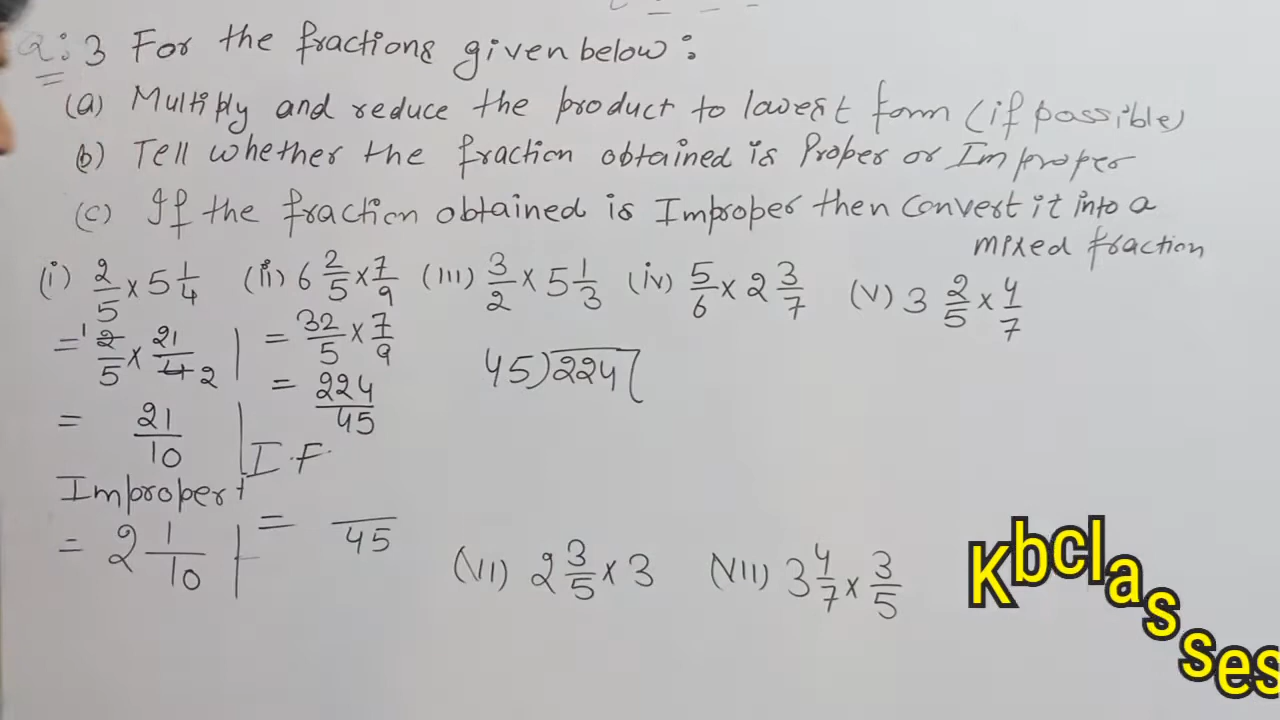 Q: 3 For the fractions given below:
(a) Multiply and reduce the product to lowest form (if possible)
(b) Tell whether the fraction obtained is Proper or Improper
(c) If the fraction obtained is Improper then convert it into a
mixed fraction
(i) 2/5 × 5 1/4 (ii) 6 2/5 × 7/9 (iii) 3/2 × 5 1/3 (iv) 5/6 × 2 3/7 (v) 3 2/5 × 4/7
= 1 2/5 × 21/4 2 = 32/5 × 7/9
= 21/10 = 224/45 45)224(
I.F.
Improper
= 2 1/10 = /45
(VI) 2 3/5 × 3 (VII) 3 4/7 × 3/5
Kbclasses